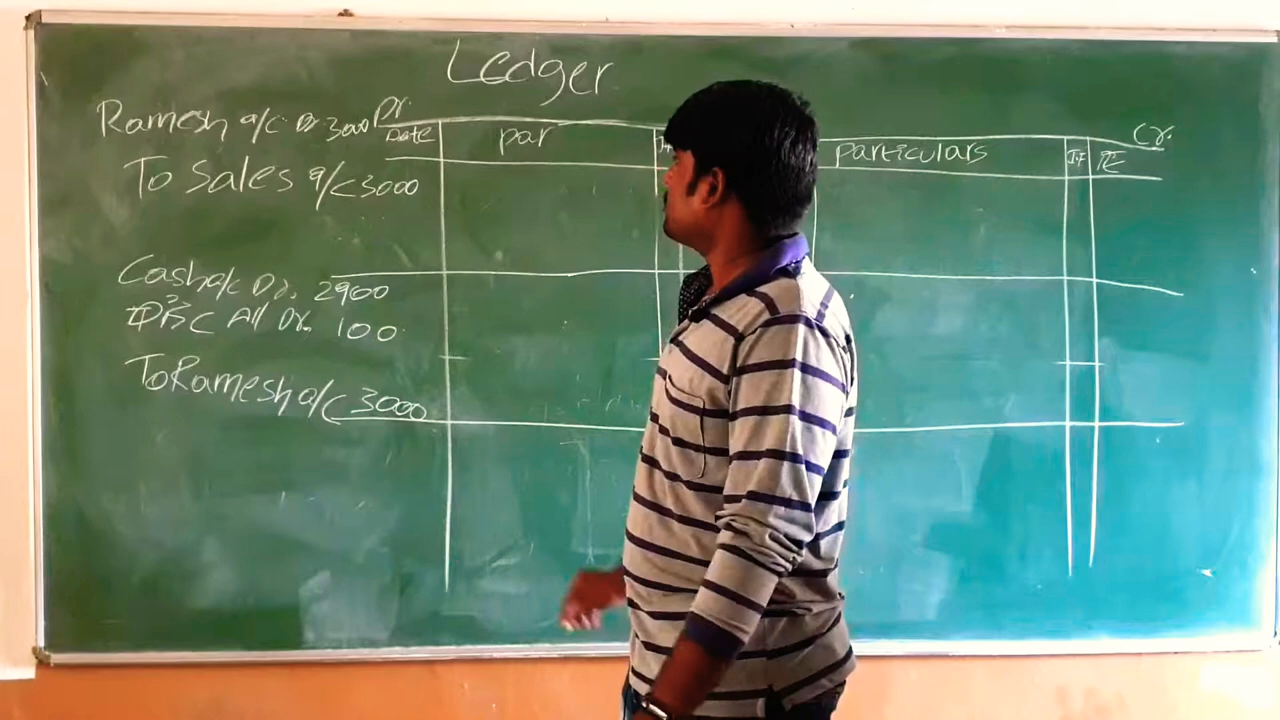 Ledger
Ramesh a/c Dr 3000
To Sales a/c 3000
Cash a/c Dr. 2900
Dr.
Date par
Particulars J.F
Cr.
To Ramesh a/c 3000
Dr. 100